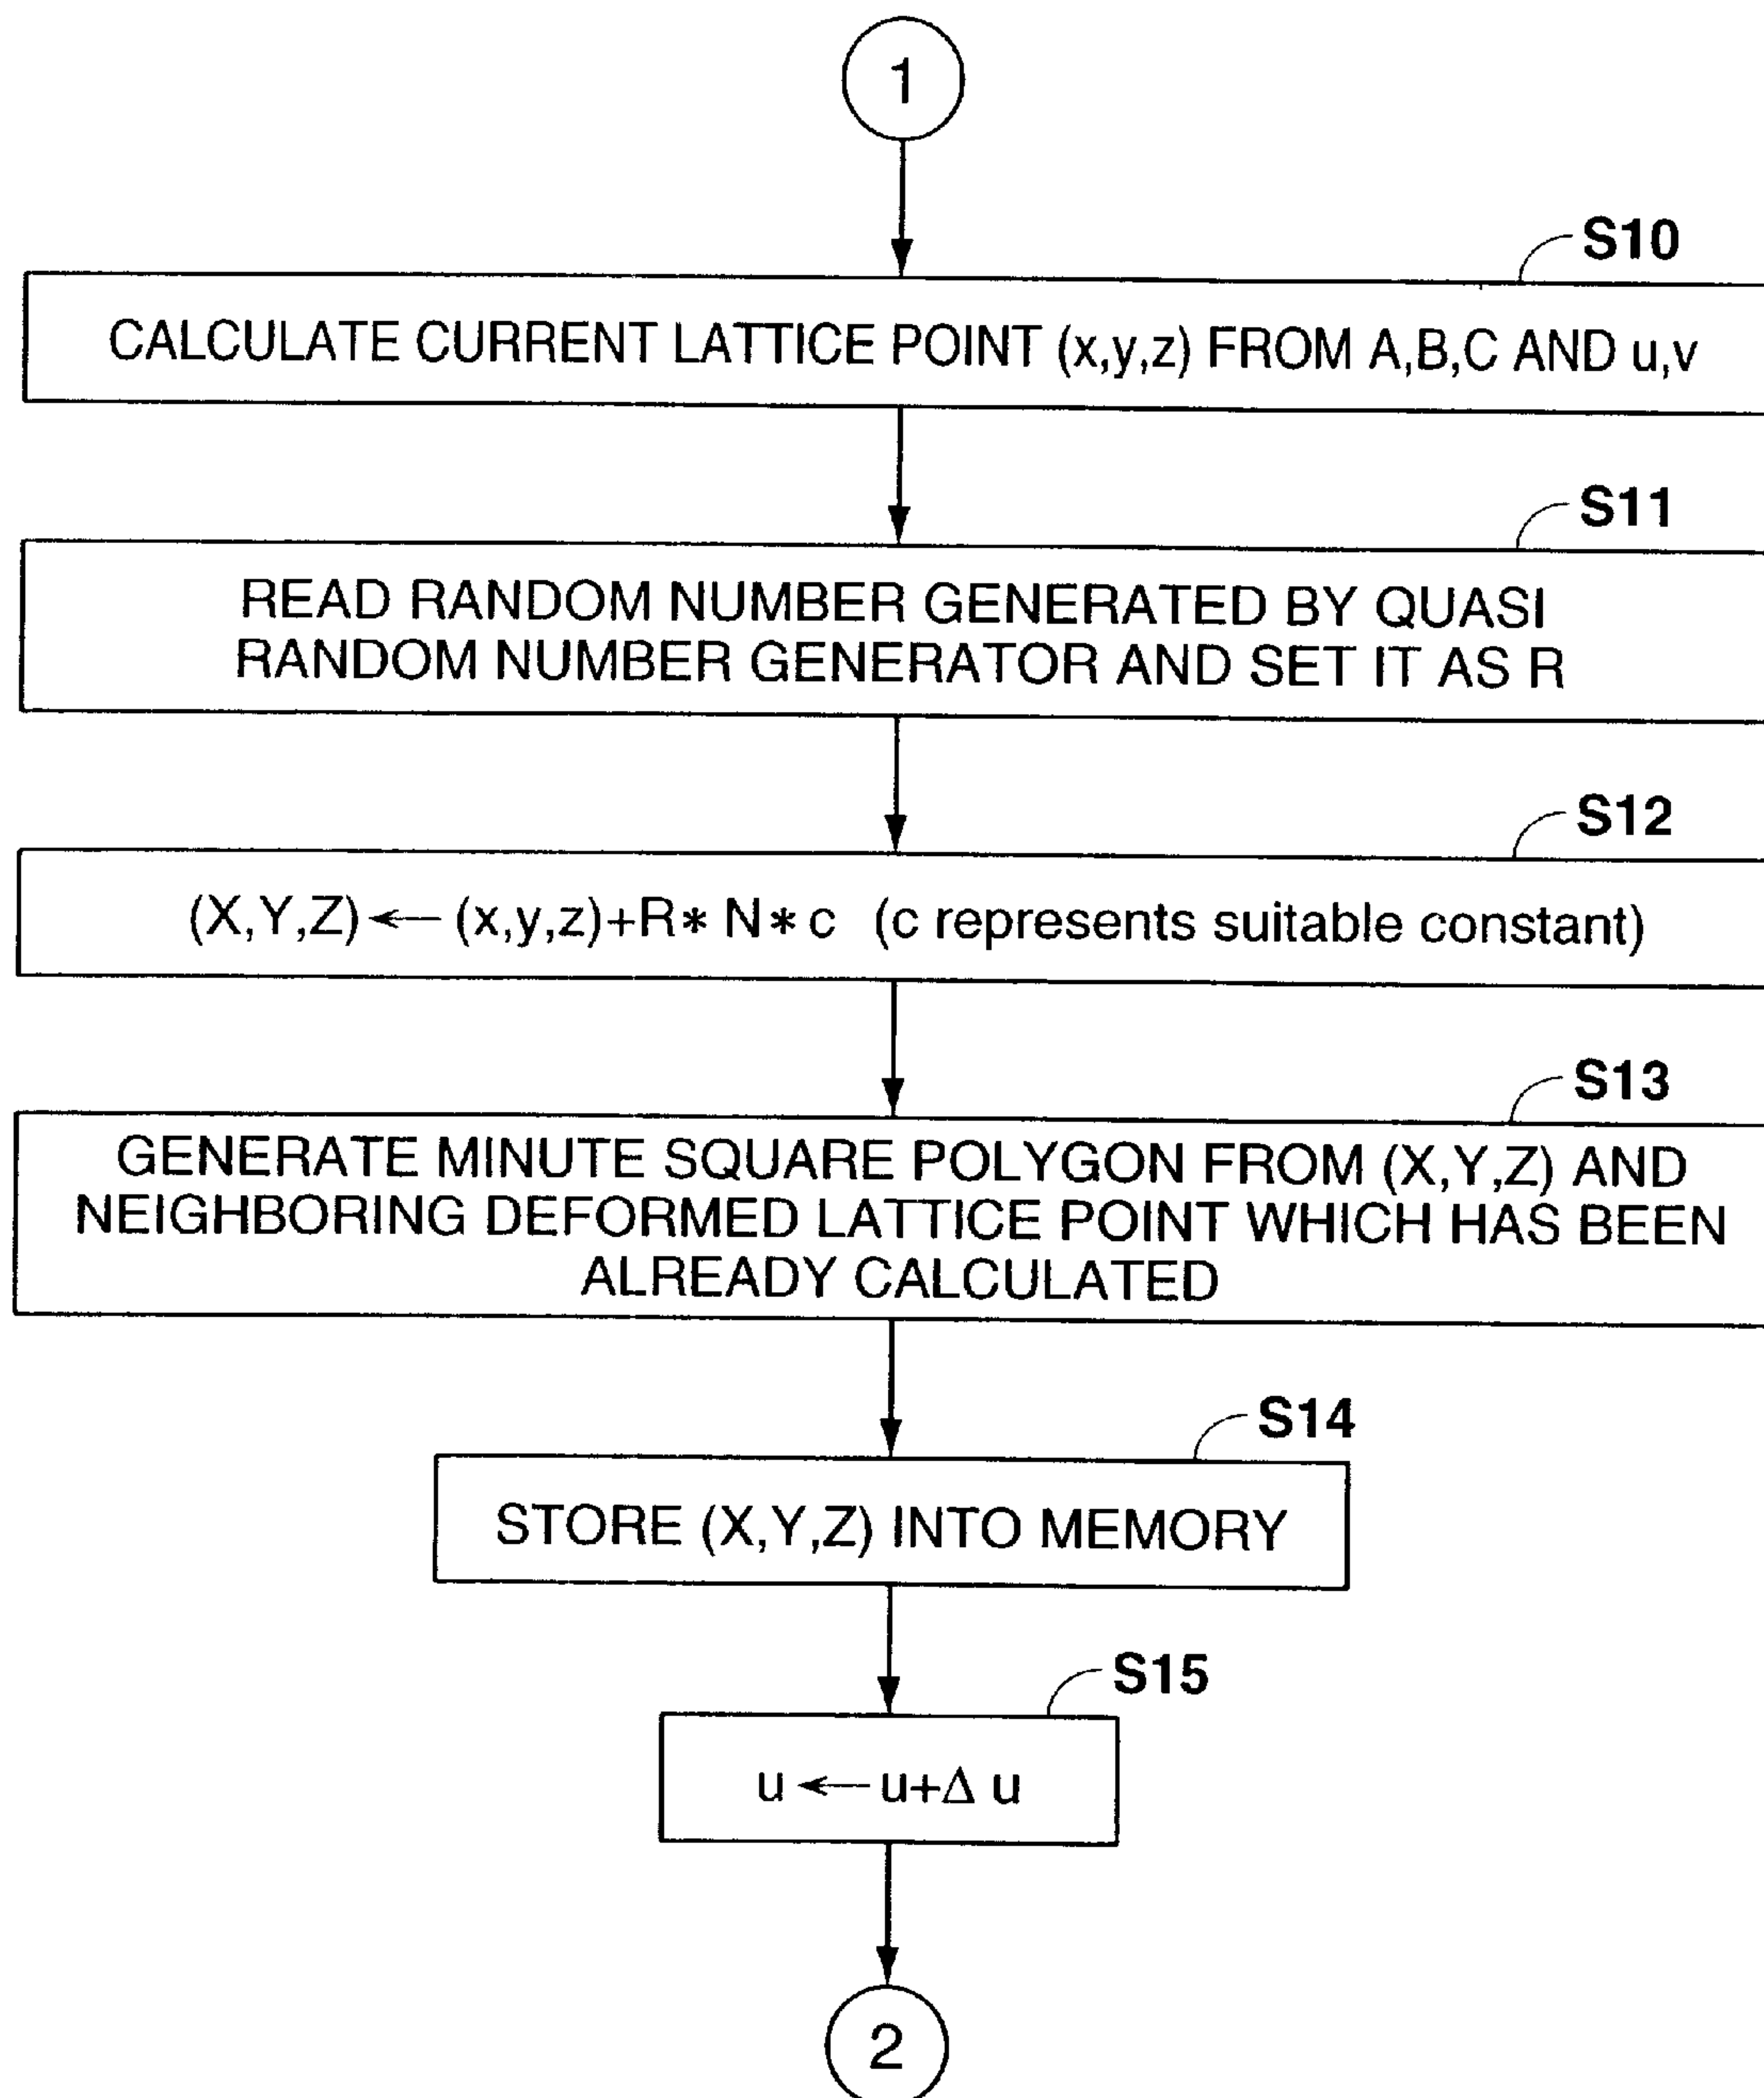 1
S10
CALCULATE CURRENT LATTICE POINT (x,y,z) FROM A,B,C AND u,v
S11
READ RANDOM NUMBER GENERATED BY QUASI
RANDOM NUMBER GENERATOR AND SET IT AS R
S12
(X,Y,Z) ← (x,y,z)+R* N* c (c represents suitable constant)
S13
GENERATE MINUTE SQUARE POLYGON FROM (X,Y,Z) AND
NEIGHBORING DEFORMED LATTICE POINT WHICH HAS BEEN
ALREADY CALCULATED
S14
STORE (X,Y,Z) INTO MEMORY
S15
u ← u+Δ u
2